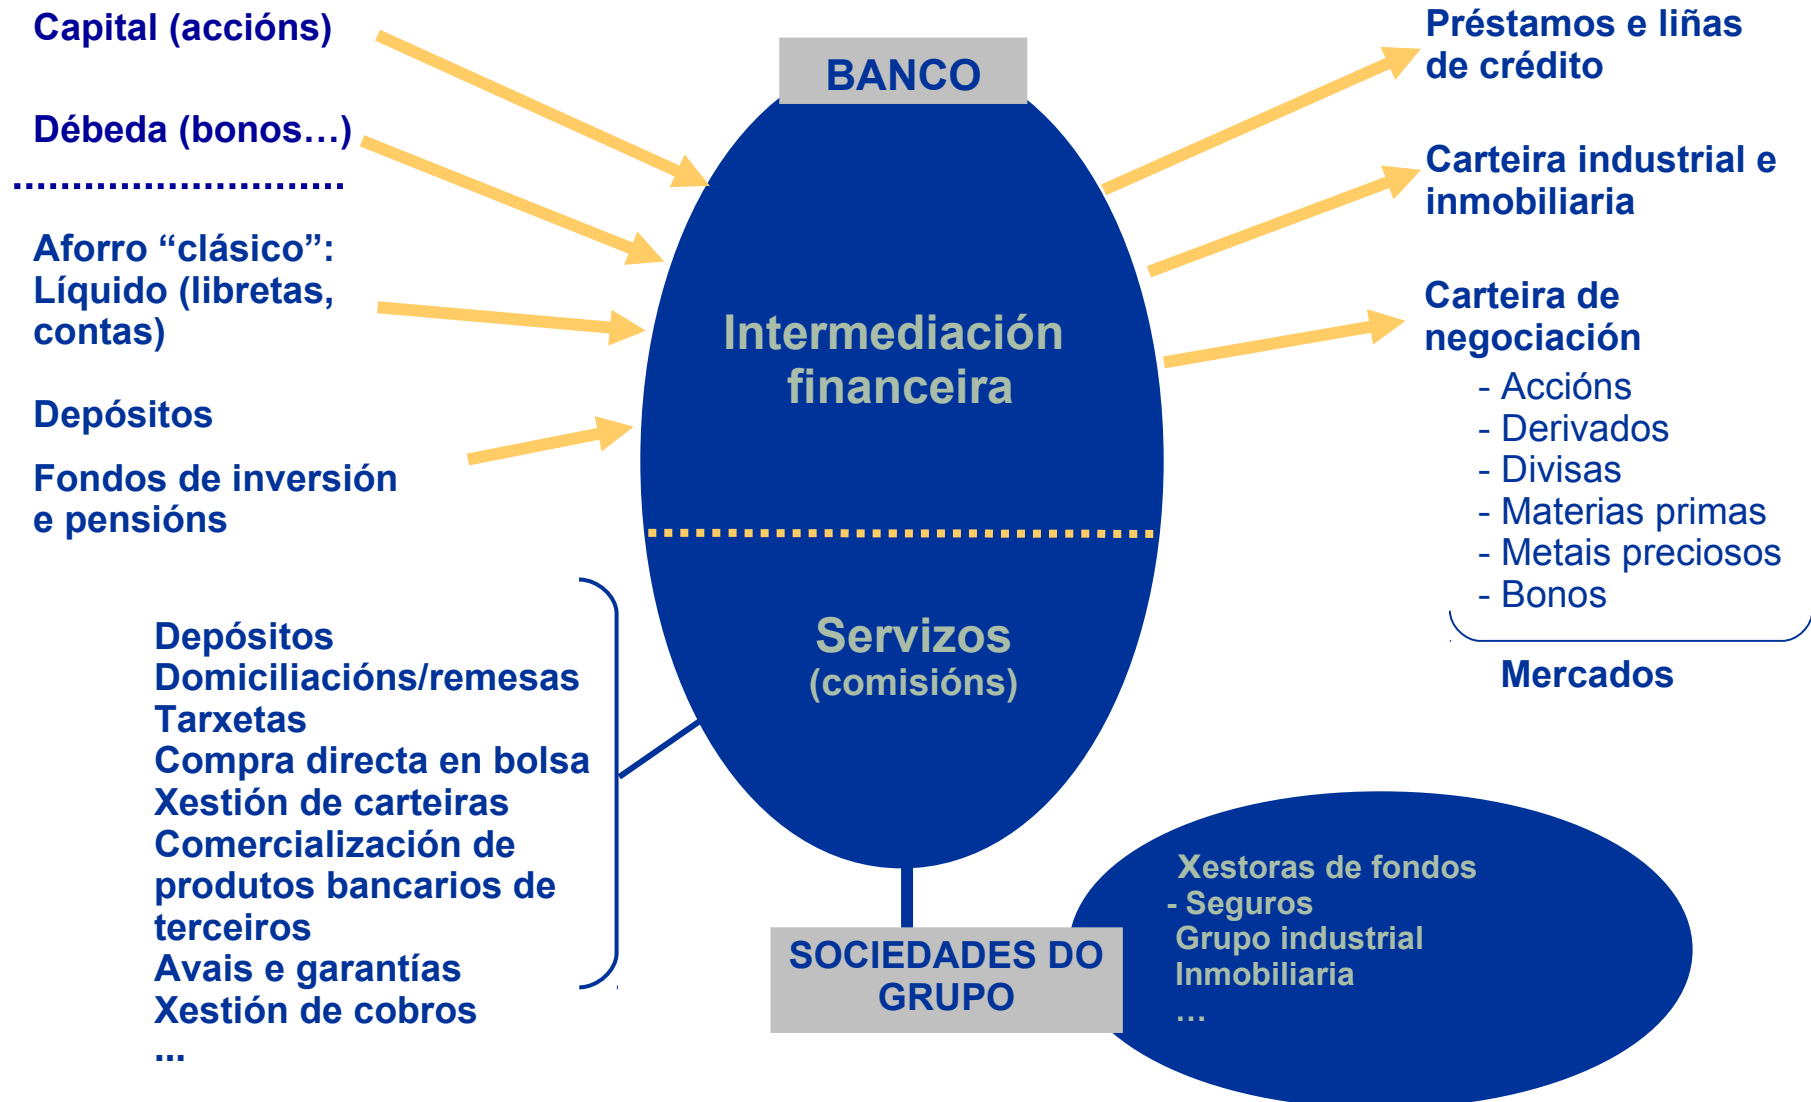 Capital (accións)
Débeda (bonos…)
Aforro “clásico”:
Líquido (libretas,
contas)
Depósitos
Fondos de inversión
e pensións
BANCO
Intermediación
financeira
Servizos
(comisións)
Préstamos e liñas
de crédito
Carteira industrial e
inmobiliaria
Carteira de
negociación
- Accións
- Derivados
- Divisas
- Materias primas
- Metais preciosos
- Bonos
Mercados
Depósitos
Domiciliacións/remesas
Tarxetas
Compra directa en bolsa
Xestión de carteiras
Comercialización de
produtos bancarios de
terceiros
Avais e garantías
Xestión de cobros
...
SOCIEDADES DO
GRUPO
Xestoras de fondos
- Seguros
Grupo industrial
Inmobiliaria
…